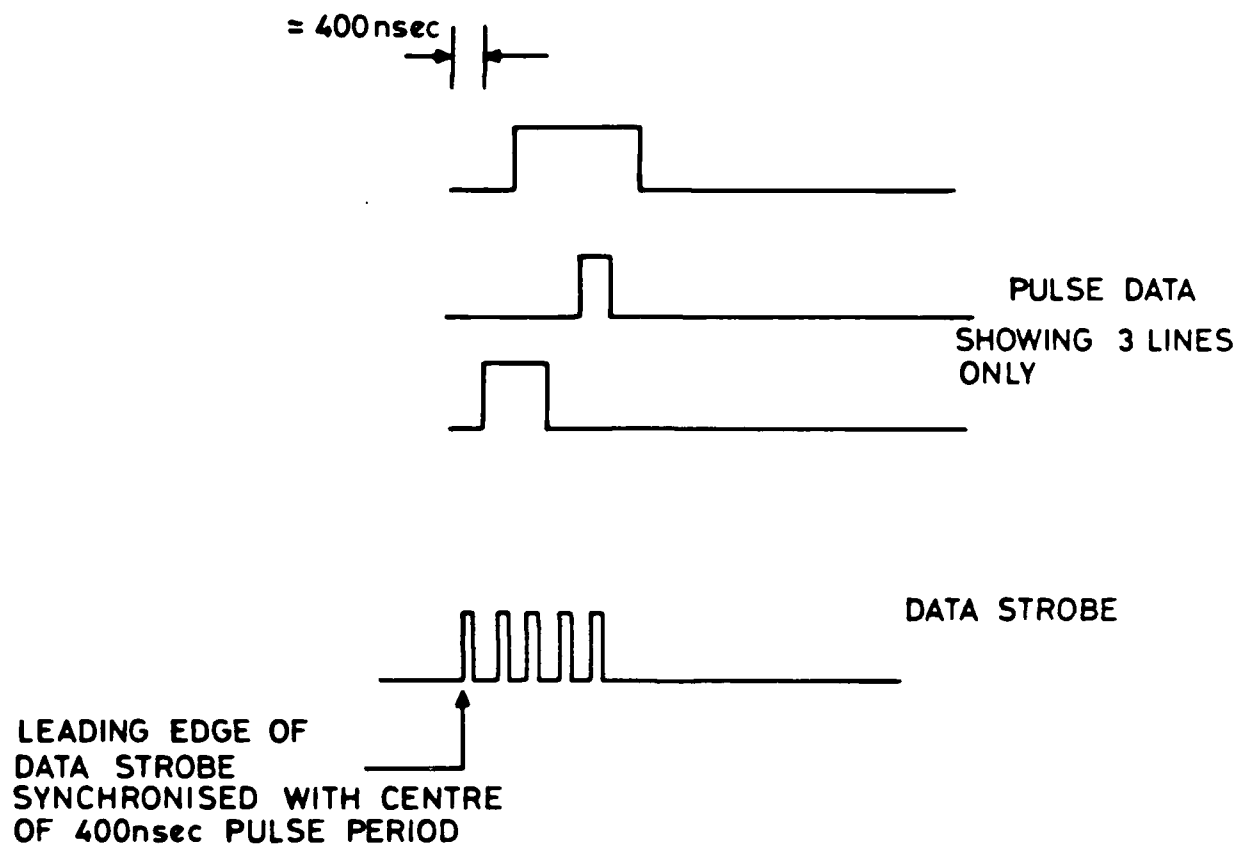 ≃ 400nsec
PULSE DATA
SHOWING 3 LINES
ONLY
DATA STROBE
LEADING EDGE OF
DATA STROBE
SYNCHRONISED WITH CENTRE
OF 400nsec PULSE PERIOD